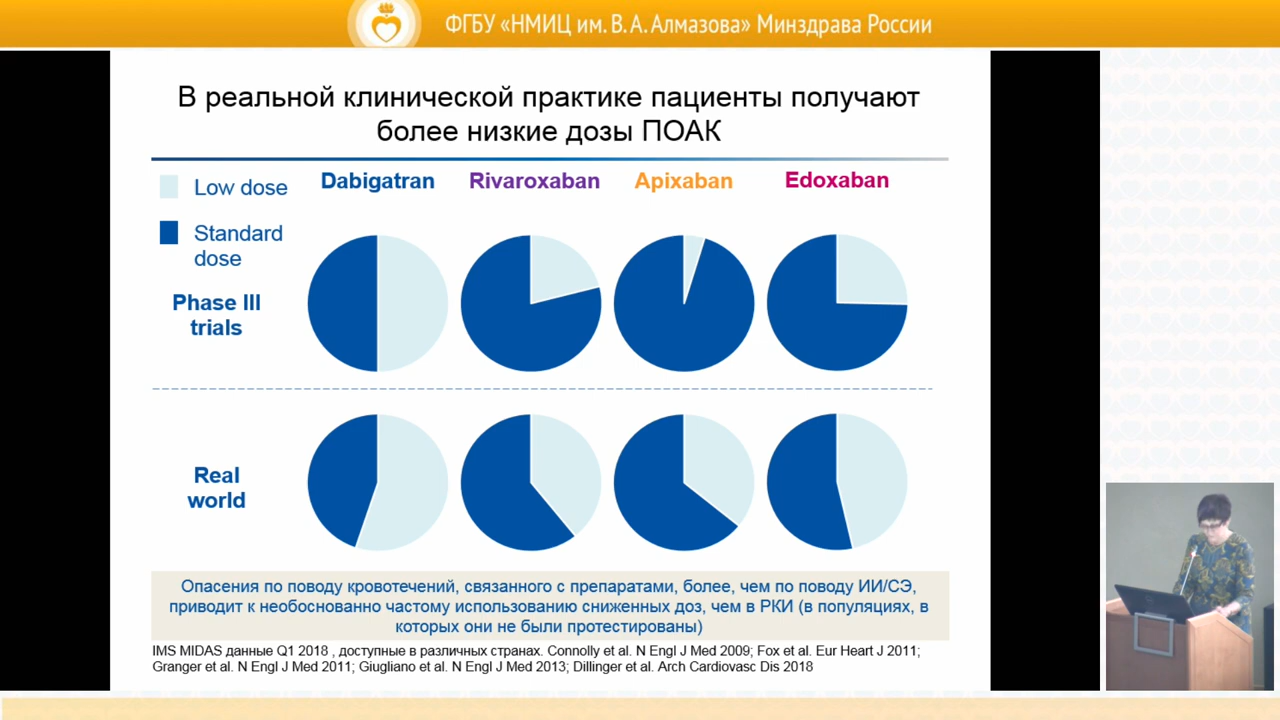 ФГБУ «НМИЦ им. В. А. Алмазова» Минздрава России
В реальной клинической практике пациенты получают
более низкие дозы ПОАК
Low dose
Standard
dose
Dabigatran
Rivaroxaban
Apixaban
Edoxaban
Phase III
trials
Real
world
Опасения по поводу кровотечений, связанного с препаратами, более, чем по поводу ИИ/СЭ,
приводит к необоснованно частому использованию сниженных доз, чем в РКИ (в популяциях, в
которых они не были протестированы)
IMS MIDAS данные Q1 2018 , доступные в различных странах. Connolly et al. N Engl J Med 2009; Fox et al. Eur Heart J 2011;
Granger et al. N Engl J Med 2011; Giugliano et al. N Engl J Med 2013; Dillinger et al. Arch Cardiovasc Dis 2018